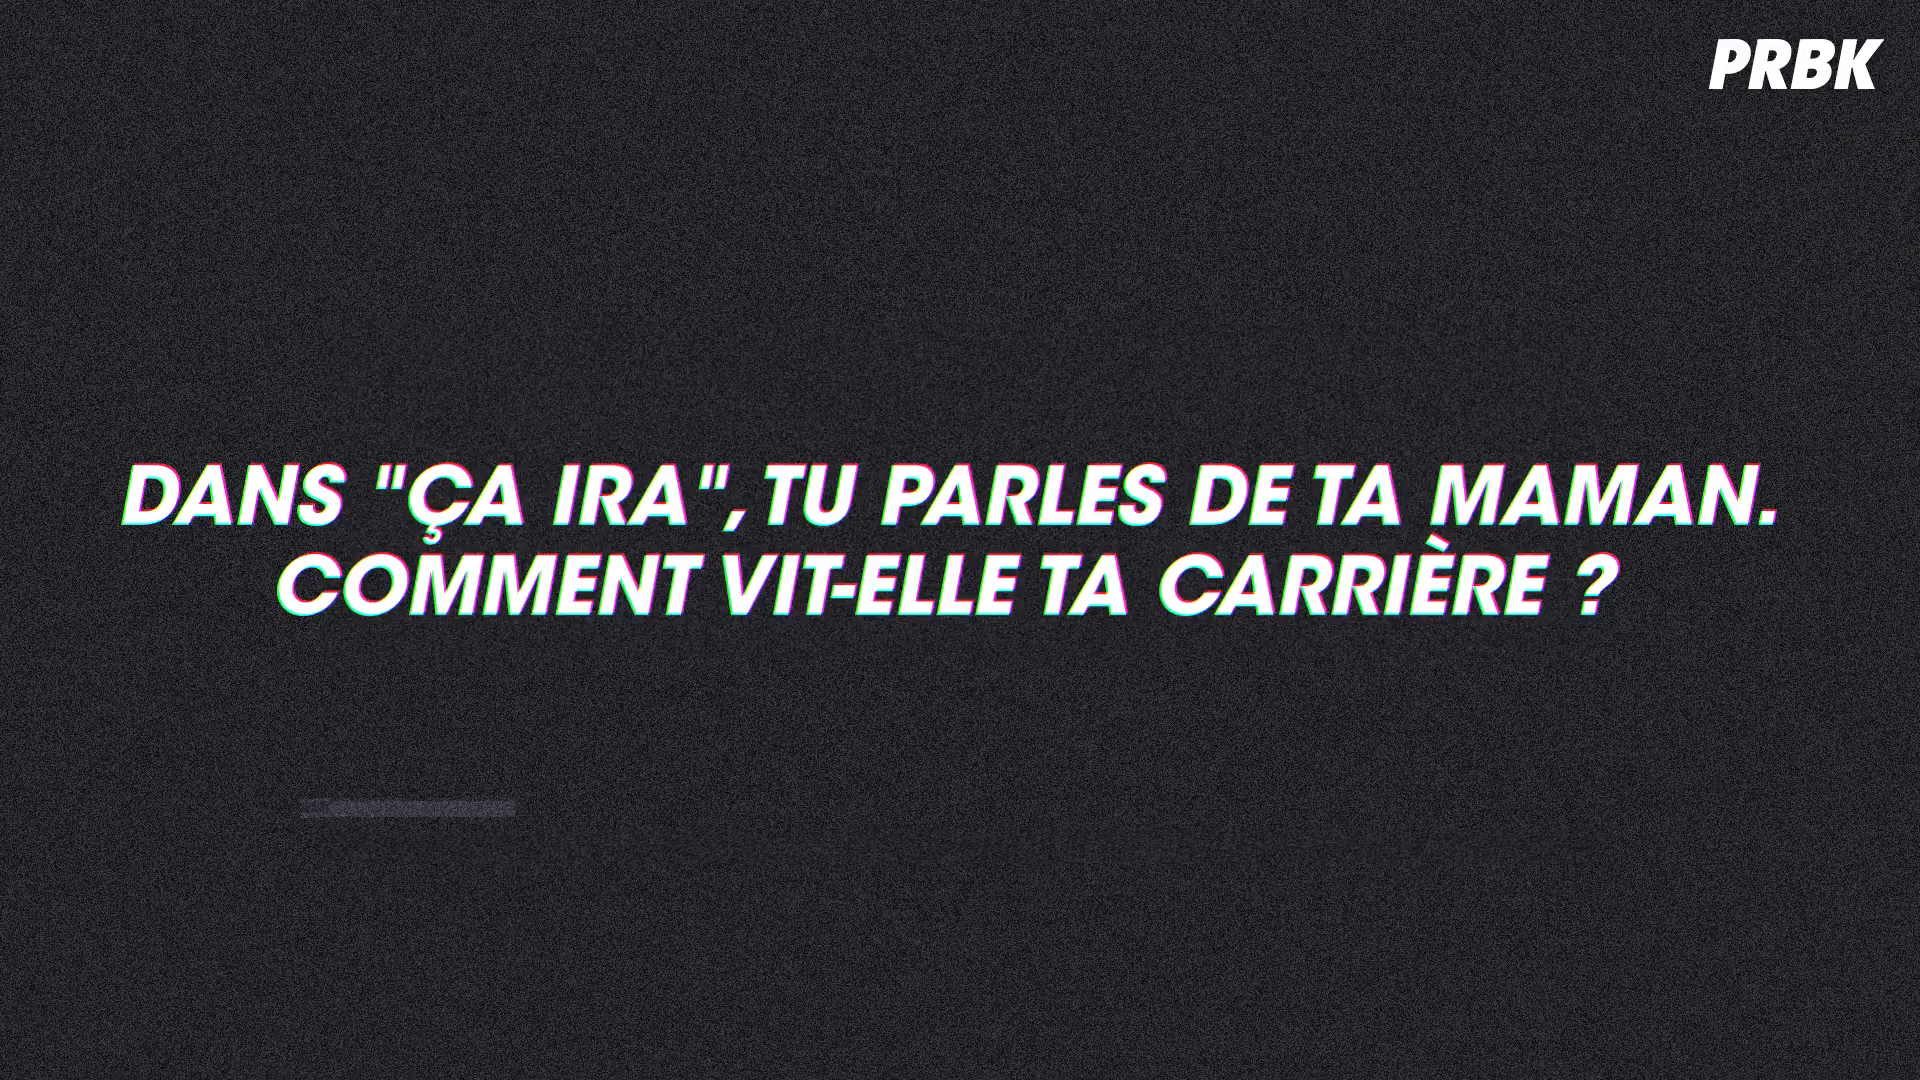 PRBK
DANS "ÇA IRA", TU PARLES DE TA MAMAN.
COMMENT VIT-ELLE TA CARRIÈRE ?